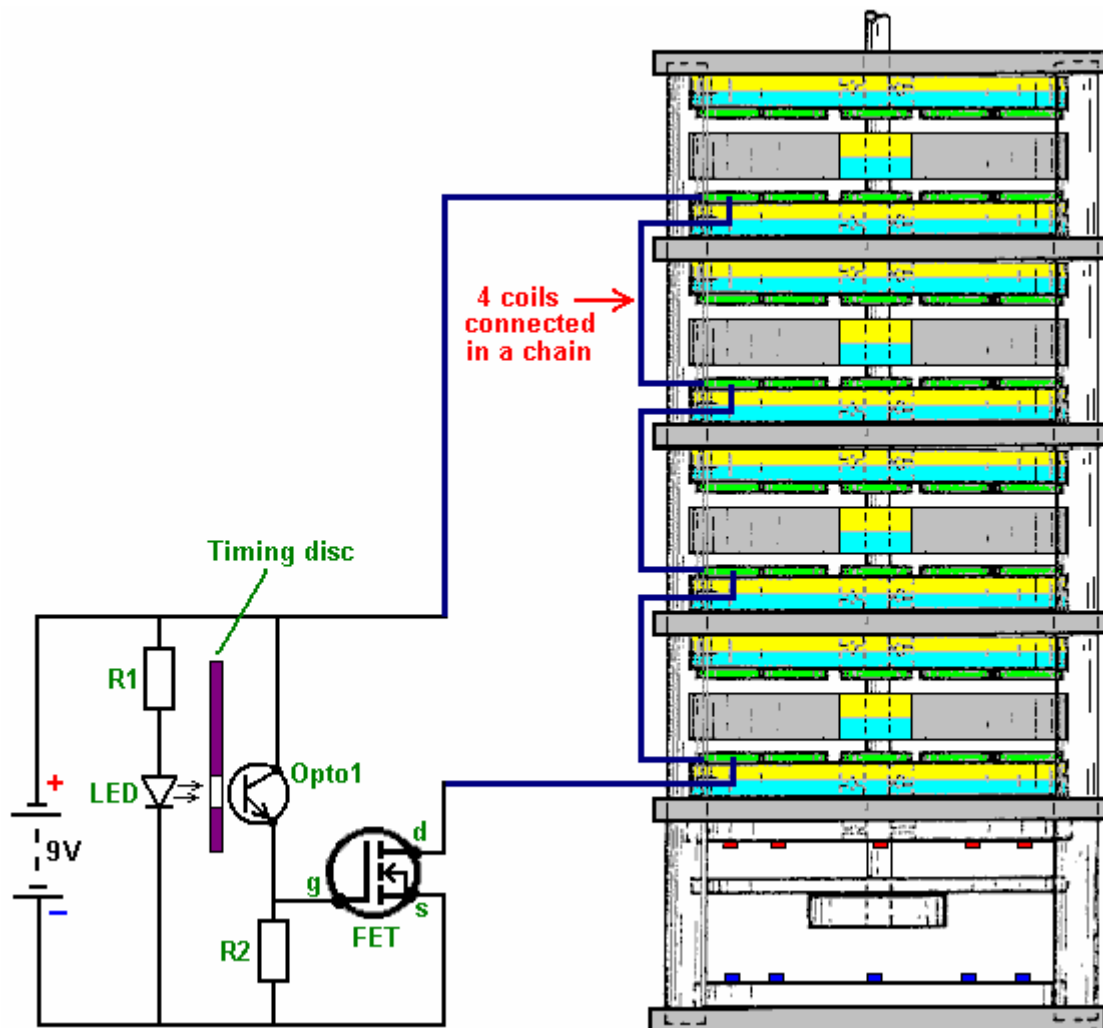 4 coils
connected
in a chain
Timing disc
R1
+
LED
Opto1
9V
d
g
s
–
R2
FET